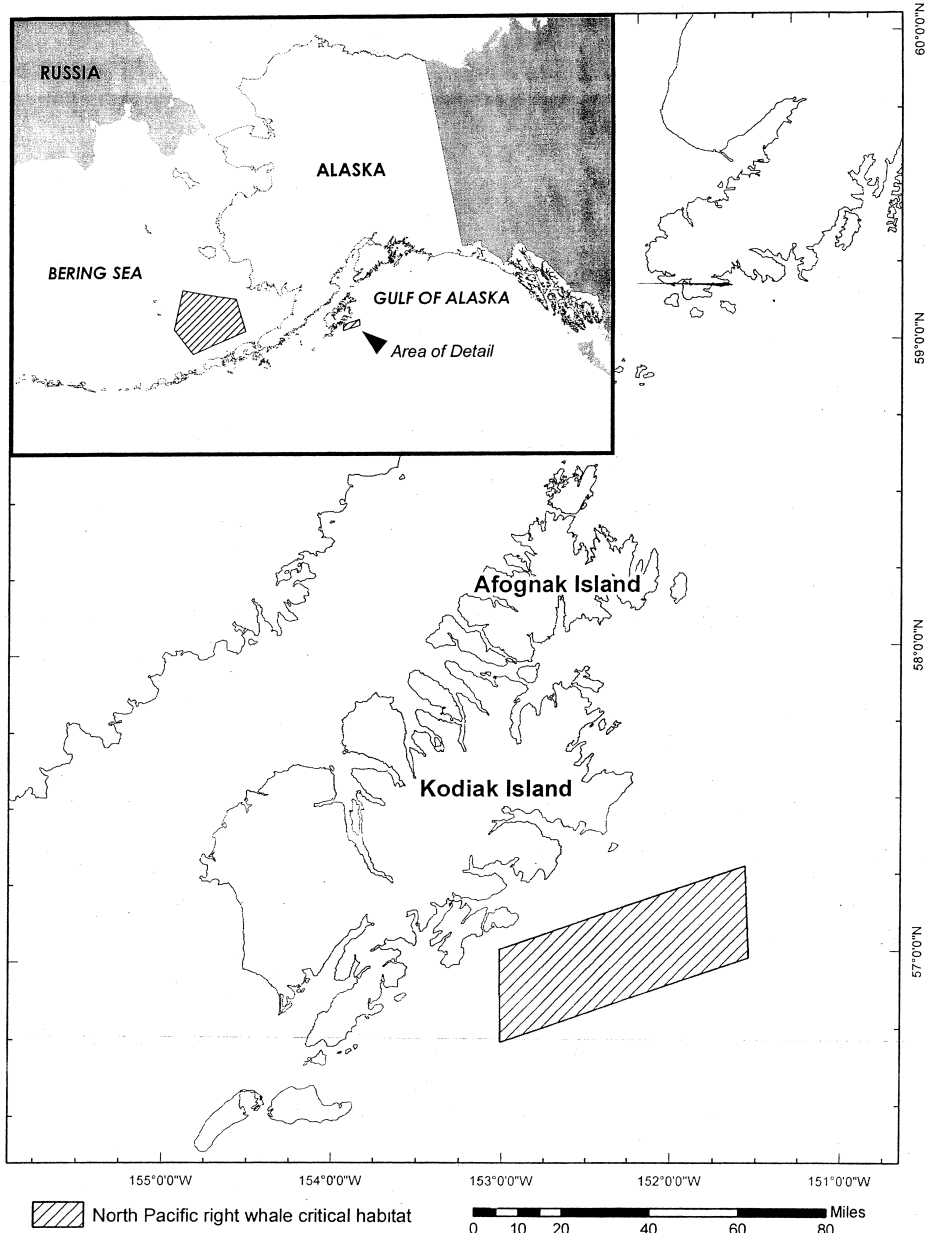 RUSSIA
ALASKA
BERING SEA
GULF OF ALASKA
Area of Detail
60°0'0"N
59°0'0"N
58°0'0"N
57°0'0"N
Afognak Island
Kodiak Island
155°0'0"W
154°0'0"W
153°0'0"W
152°0'0"W
151°0'0"W
North Pacific right whale critical habitat
Miles
0 10 20 40 60 80